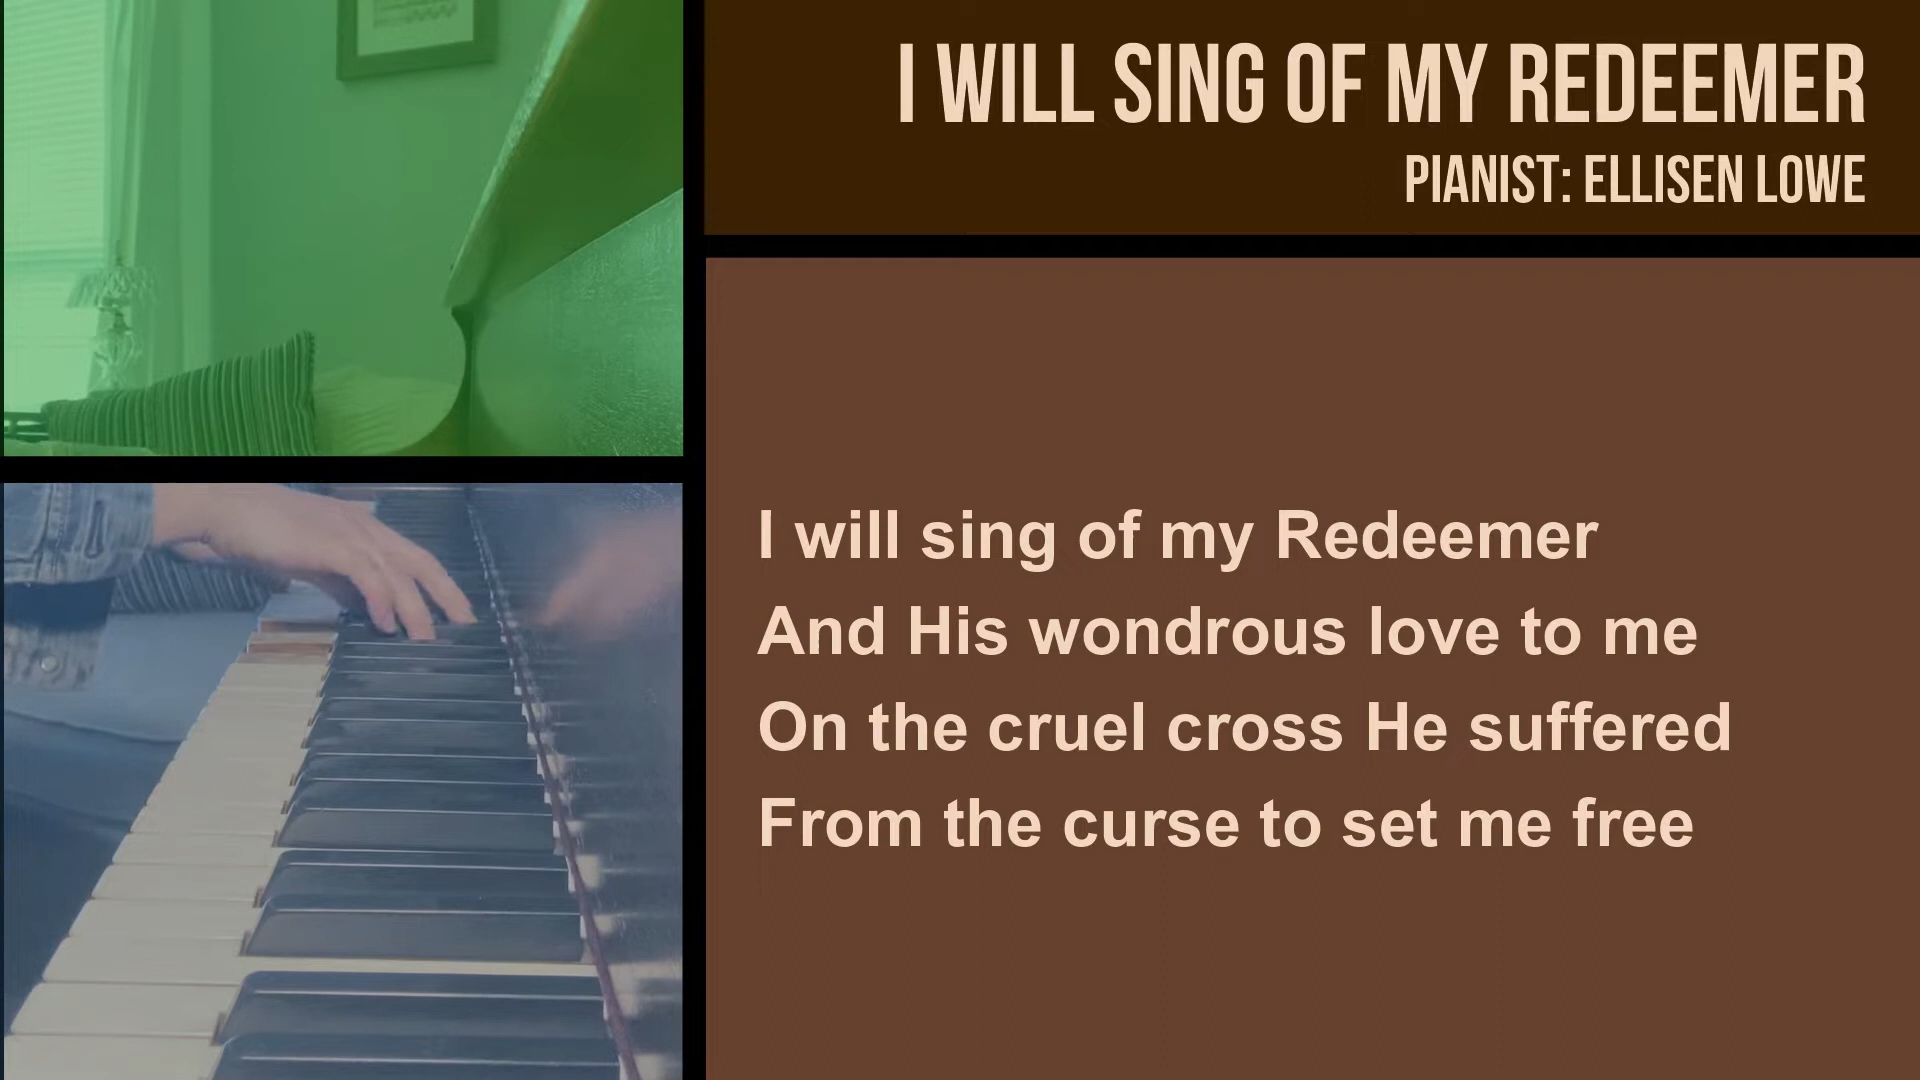 I WILL SING OF MY REDEEMER
PIANIST: ELLISEN LOWE
I will sing of my Redeemer
And His wondrous love to me
On the cruel cross He suffered
From the curse to set me free